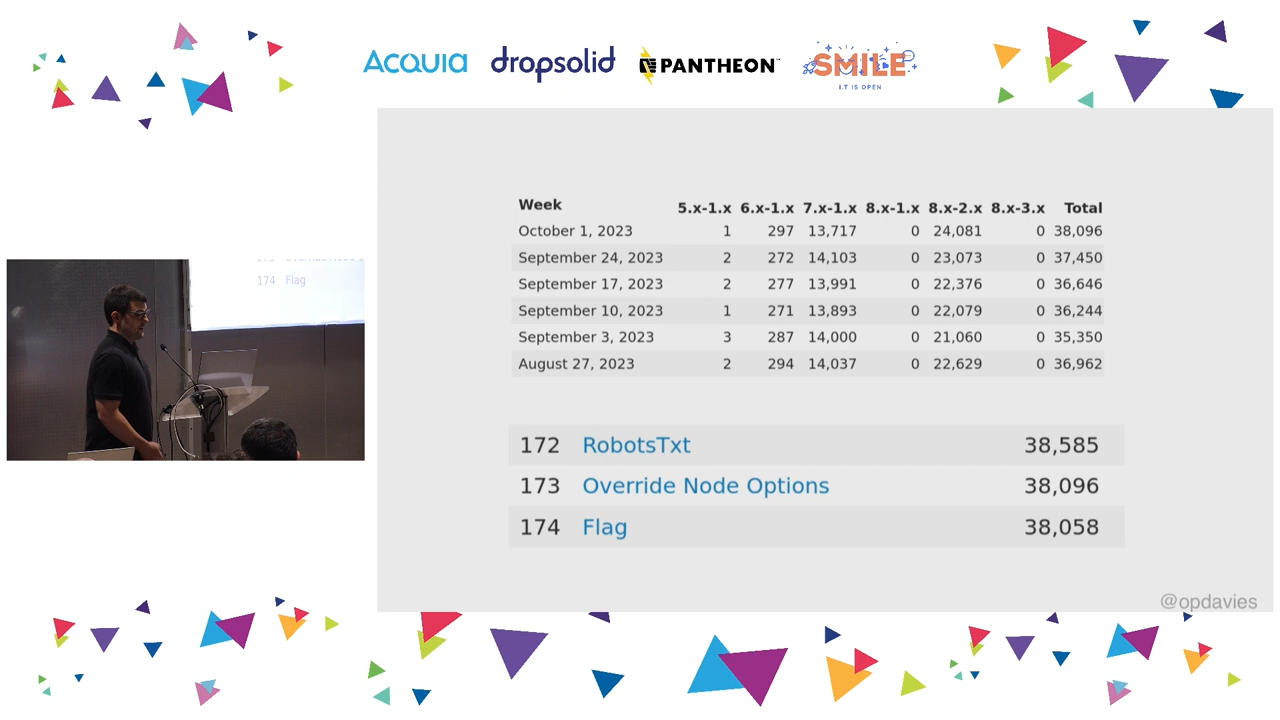 Acquia dropsolid PANTHEON SMILE
IT IS OPEN
Week 5.x-1.x 6.x-1.x 7.x-1.x 8.x-1.x 8.x-2.x 8.x-3.x Total
October 1, 2023 1 297 13,717 0 24,081 0 38,096
September 24, 2023 2 272 14,103 0 23,073 0 37,450
September 17, 2023 2 277 13,991 0 22,376 0 36,646
September 10, 2023 1 271 13,893 0 22,079 0 36,244
September 3, 2023 3 287 14,000 0 21,060 0 35,350
August 27, 2023 2 294 14,037 0 22,629 0 36,962
174 Flag
172 RobotsTxt 38,585
173 Override Node Options 38,096
174 Flag 38,058
@opdavies